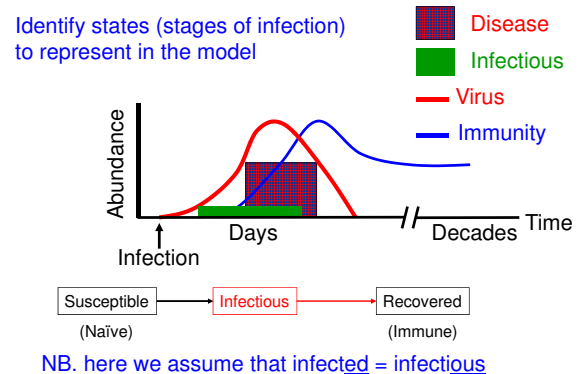 Identify states (stages of infection)
to represent in the model
Disease
Infectious
Virus
Immunity
Abundance
Days
Decades
Time
Infection
Susceptible
Infectious
Recovered
(Naïve)
(Immune)
NB. here we assume that infected = infectious